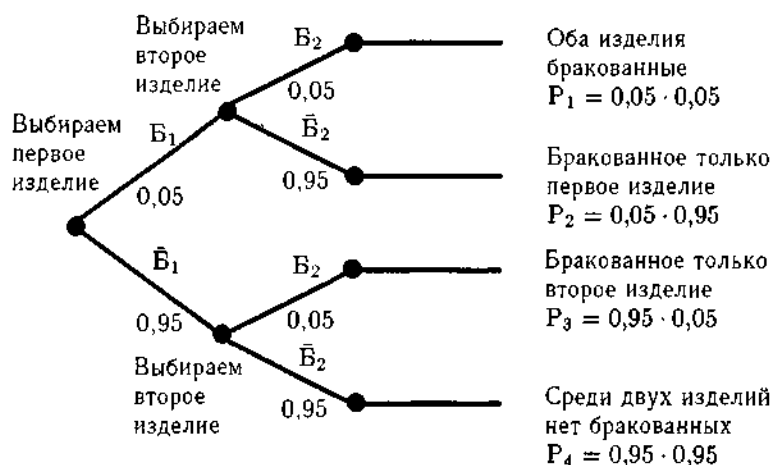 Выбираем
второе
изделие
Б₂
0,05
Оба изделия
бракованные
P₁ = 0,05 · 0,05
Выбираем
первое
изделие
Б₁
0,05
Б̄₂
0,95
Бракованное только
первое изделие
P₂ = 0,05 · 0,95
Б̄₁
0,95
Б₂
0,05
Бракованное только
второе изделие
P₃ = 0,95 · 0,05
Выбираем
второе
изделие
Б̄₂
0,95
Среди двух изделий
нет бракованных
P₄ = 0,95 · 0,95